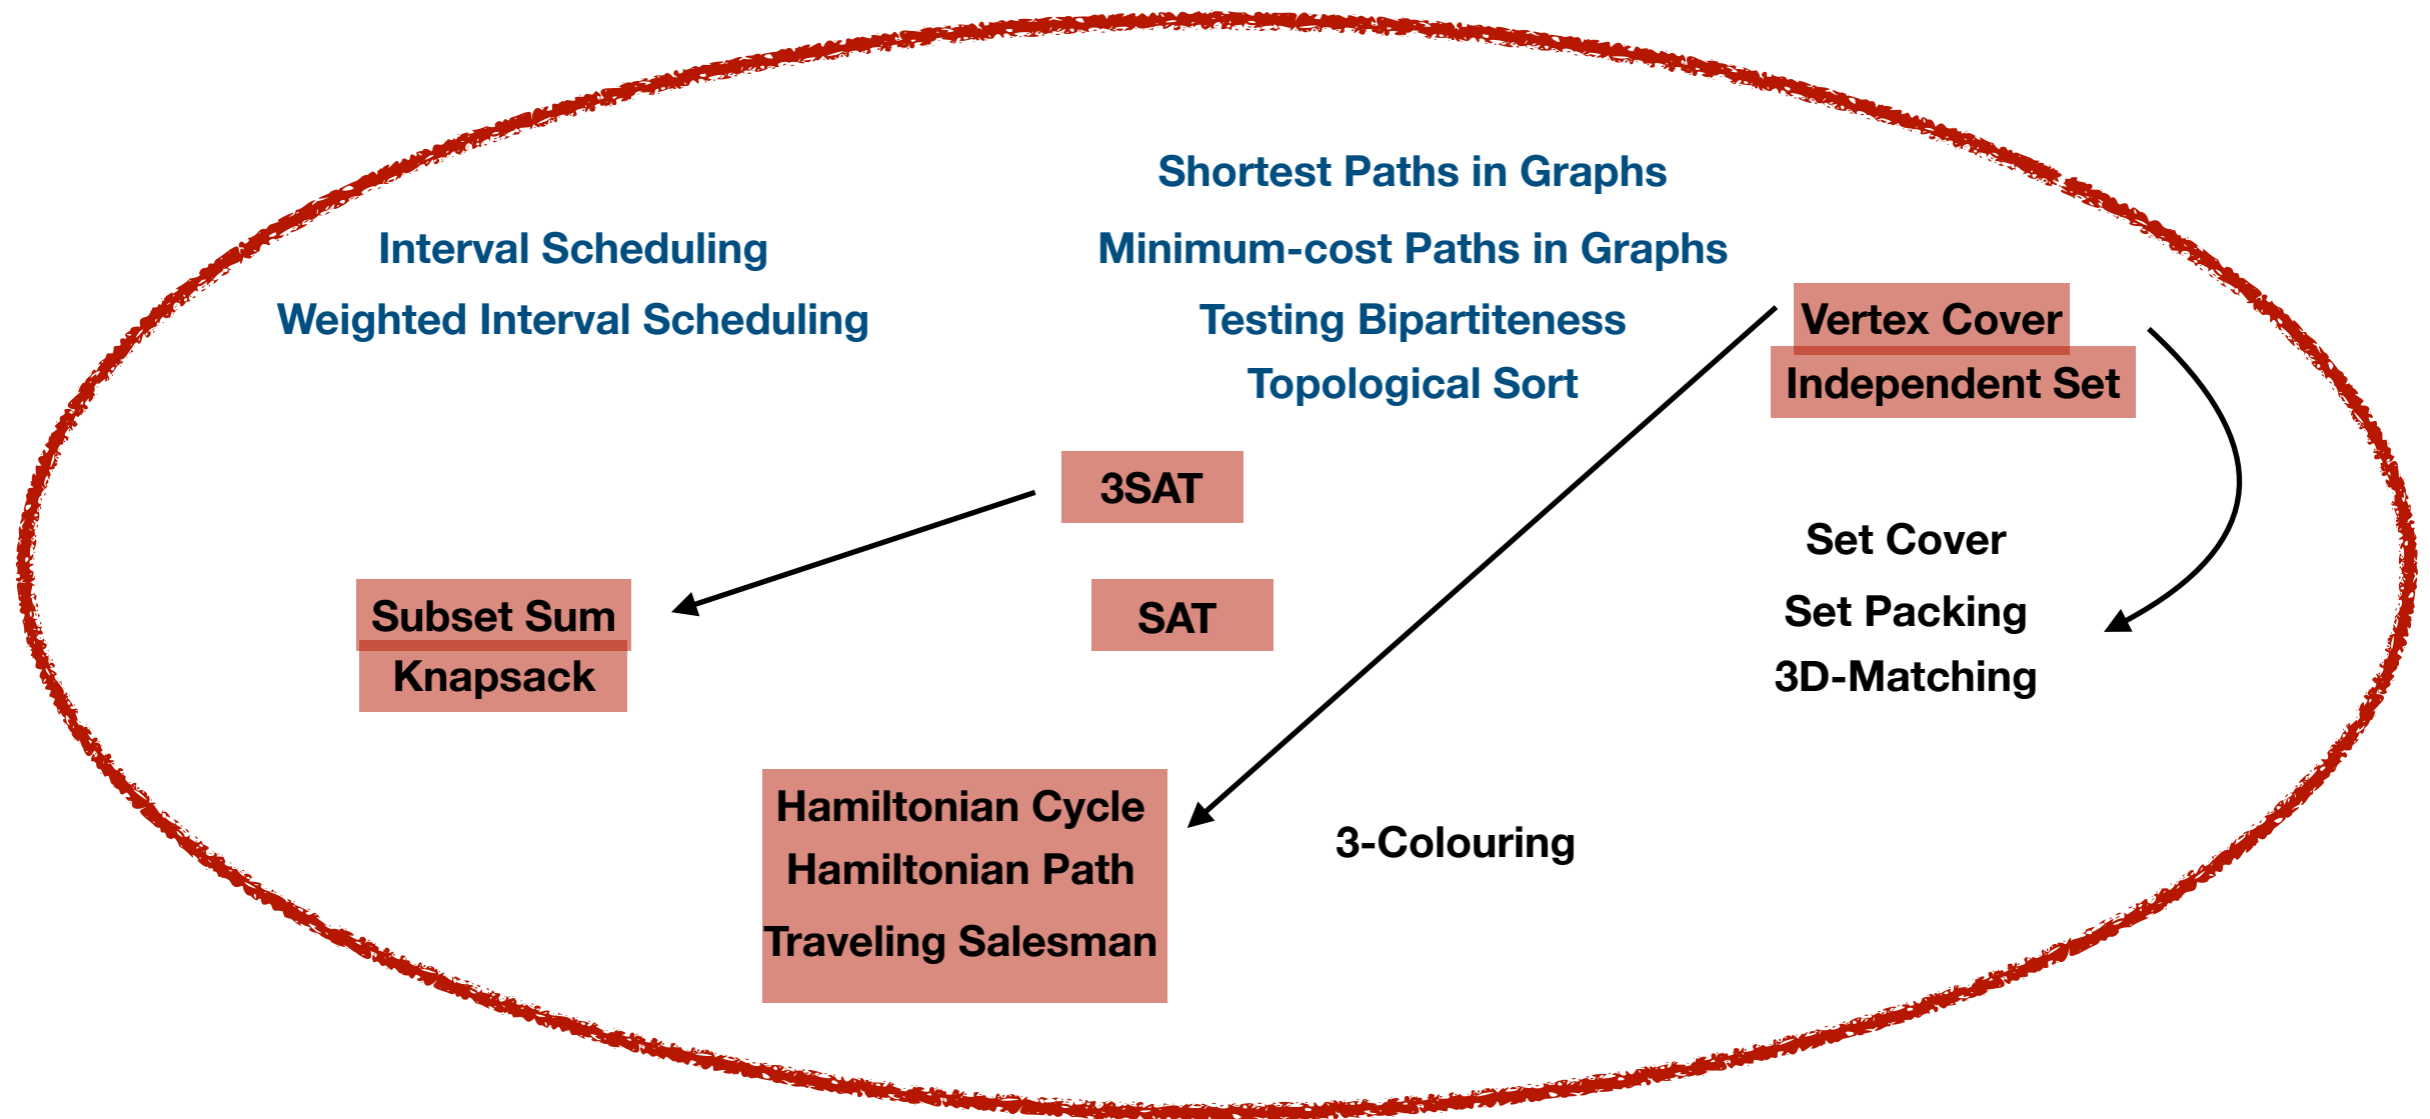 Shortest Paths in Graphs
Interval Scheduling
Minimum-cost Paths in Graphs
Weighted Interval Scheduling
Testing Bipartiteness
Vertex Cover
Topological Sort
Independent Set
3SAT
Set Cover
Subset Sum
SAT
Set Packing
Knapsack
3D-Matching
Hamiltonian Cycle
3-Colouring
Hamiltonian Path
Traveling Salesman